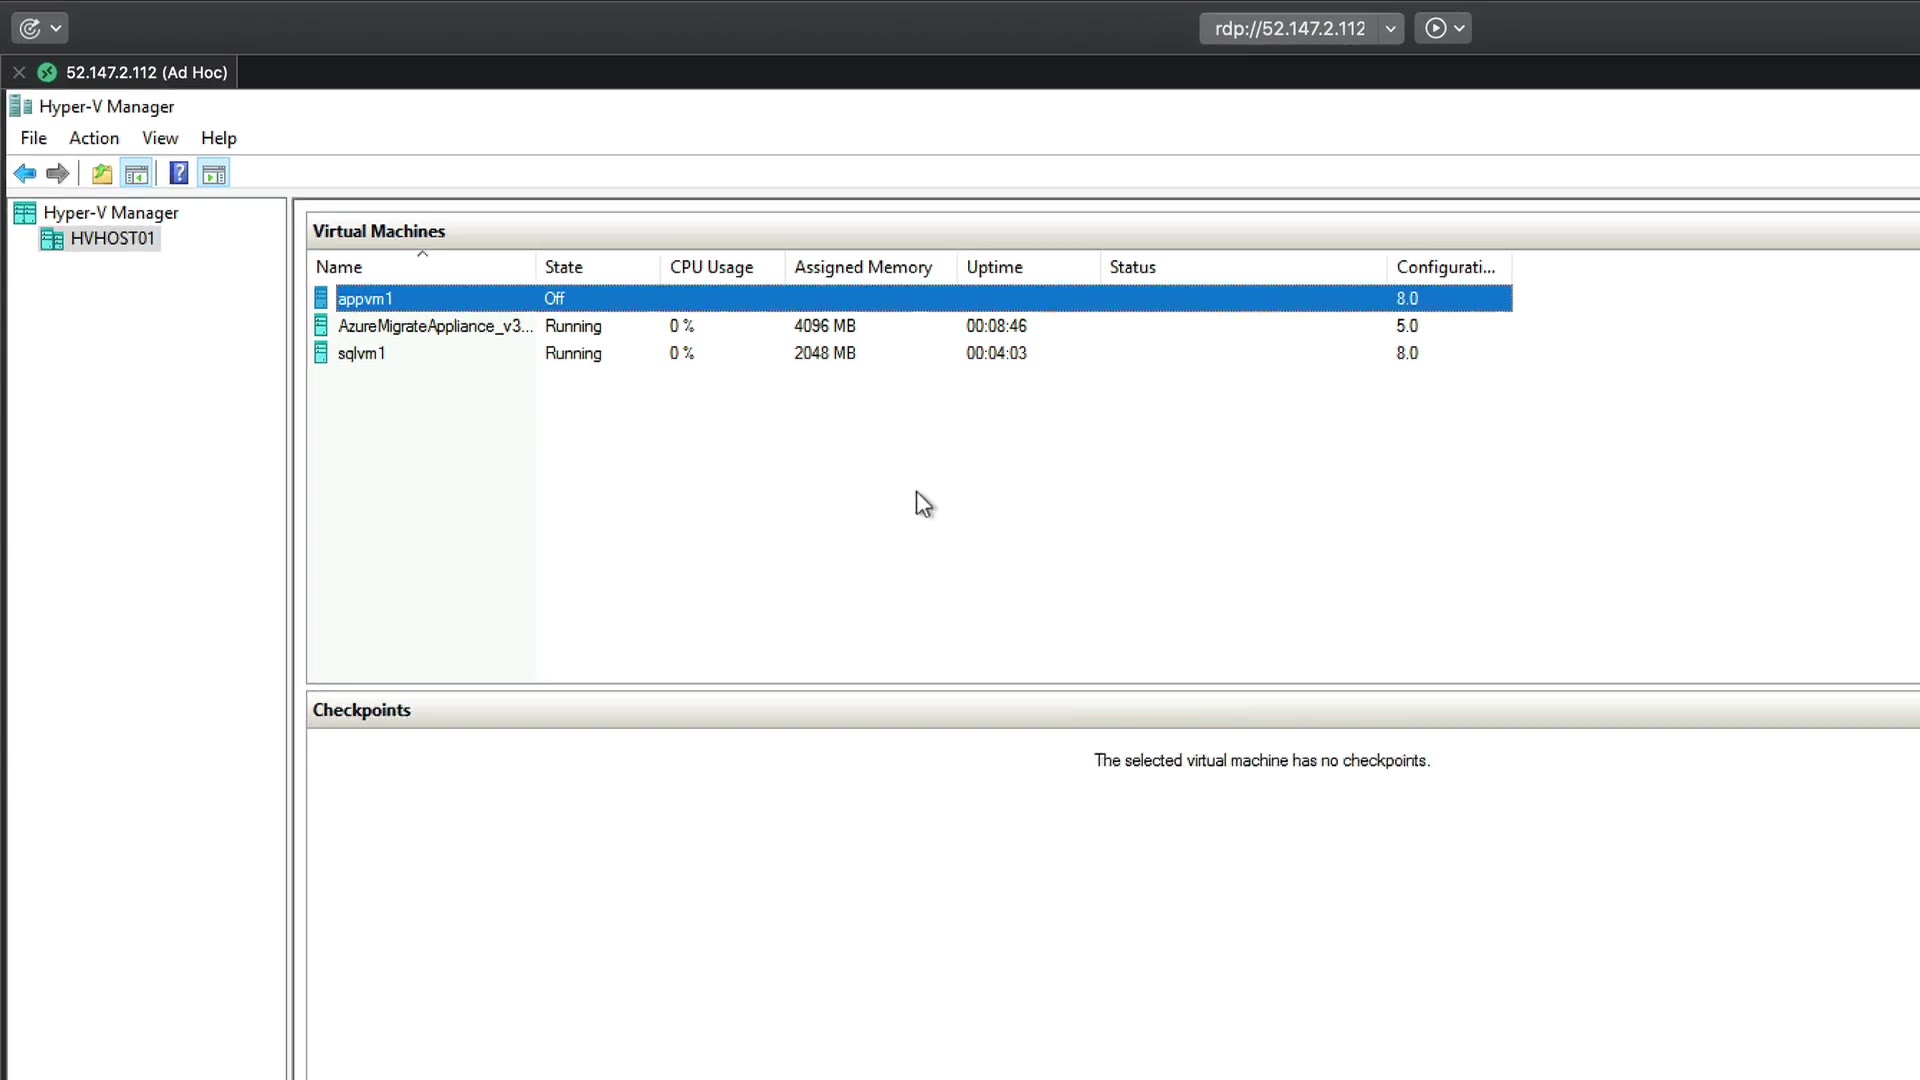 rdp://52.147.2.112
52.147.2.112 (Ad Hoc)
Hyper-V Manager
File Action View Help
Hyper-V Manager
HVHOST01
Virtual Machines
Name State CPU Usage Assigned Memory Uptime Status Configurati...
appvm1 Off 8.0
AzureMigrateAppliance_v3... Running 0 % 4096 MB 00:08:46 5.0
sqlvm1 Running 0 % 2048 MB 00:04:03 8.0
Checkpoints
The selected virtual machine has no checkpoints.